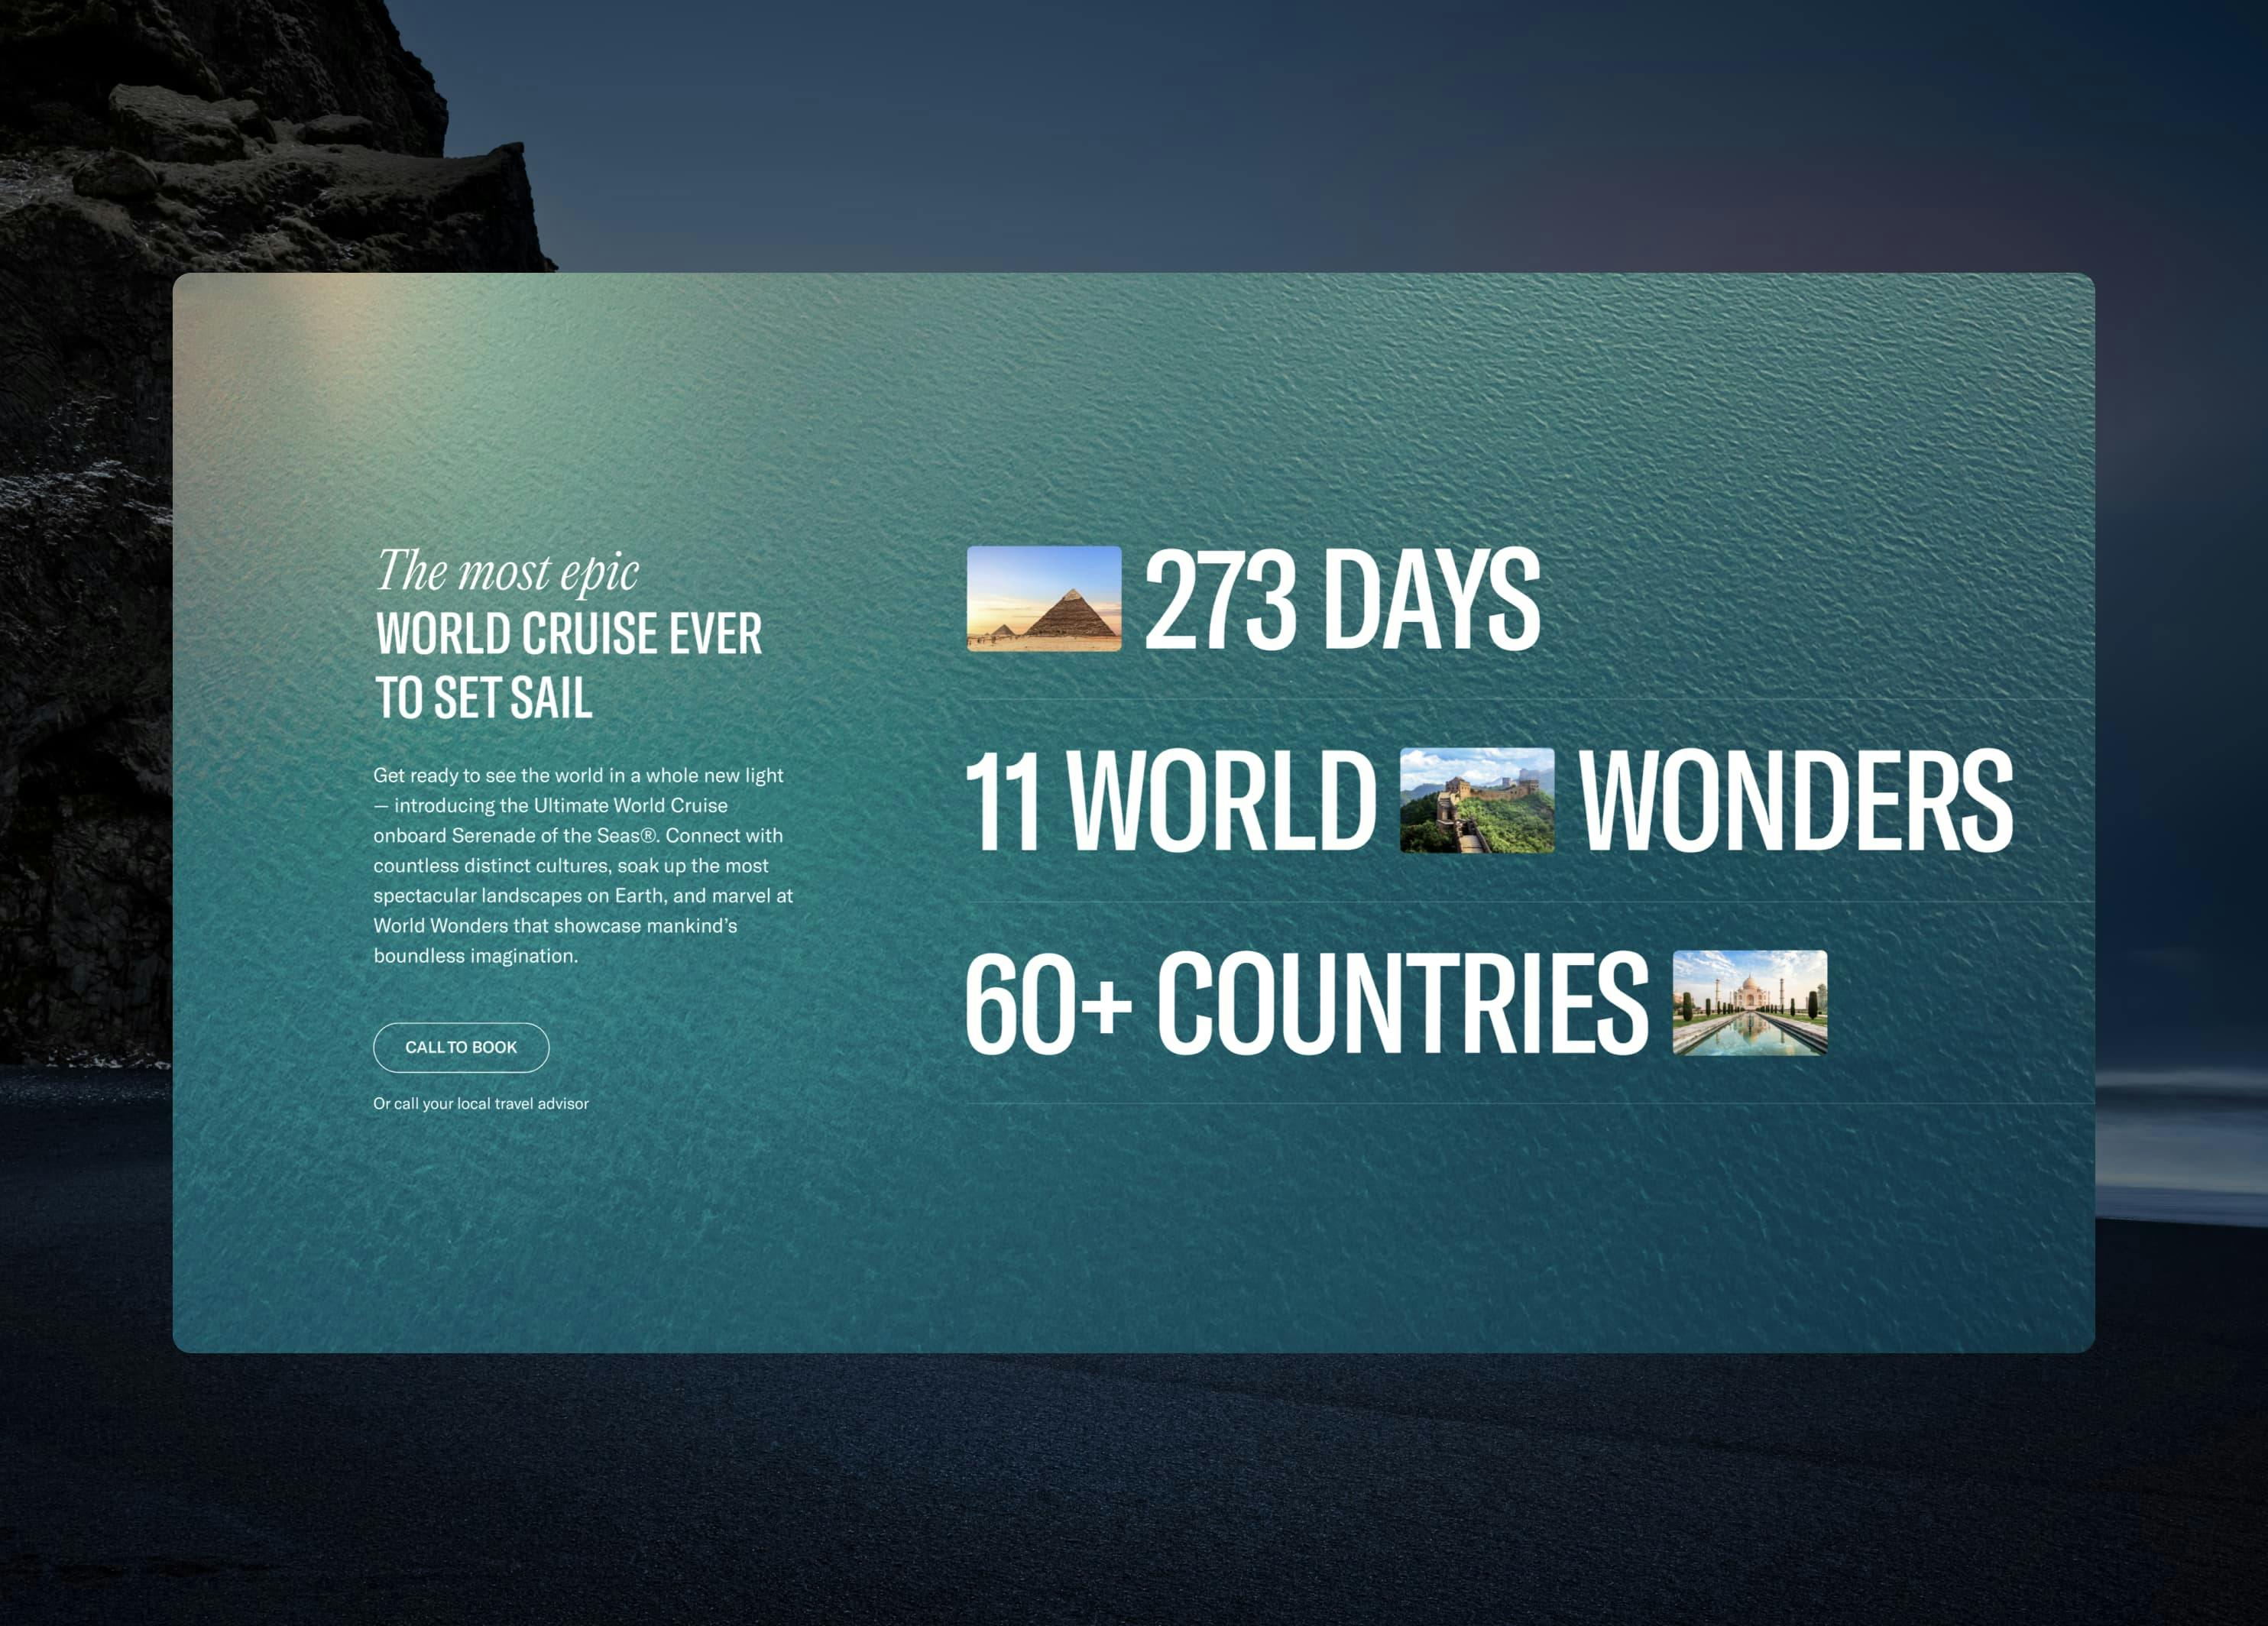 The most epic
WORLD CRUISE EVER
TO SET SAIL
Get ready to see the world in a whole new light
— introducing the Ultimate World Cruise
onboard Serenade of the Seas®. Connect with
countless distinct cultures, soak up the most
spectacular landscapes on Earth, and marvel at
World Wonders that showcase mankind’s
boundless imagination.
CALL TO BOOK
Or call your local travel advisor
273 DAYS
11 WORLD WONDERS
60+ COUNTRIES